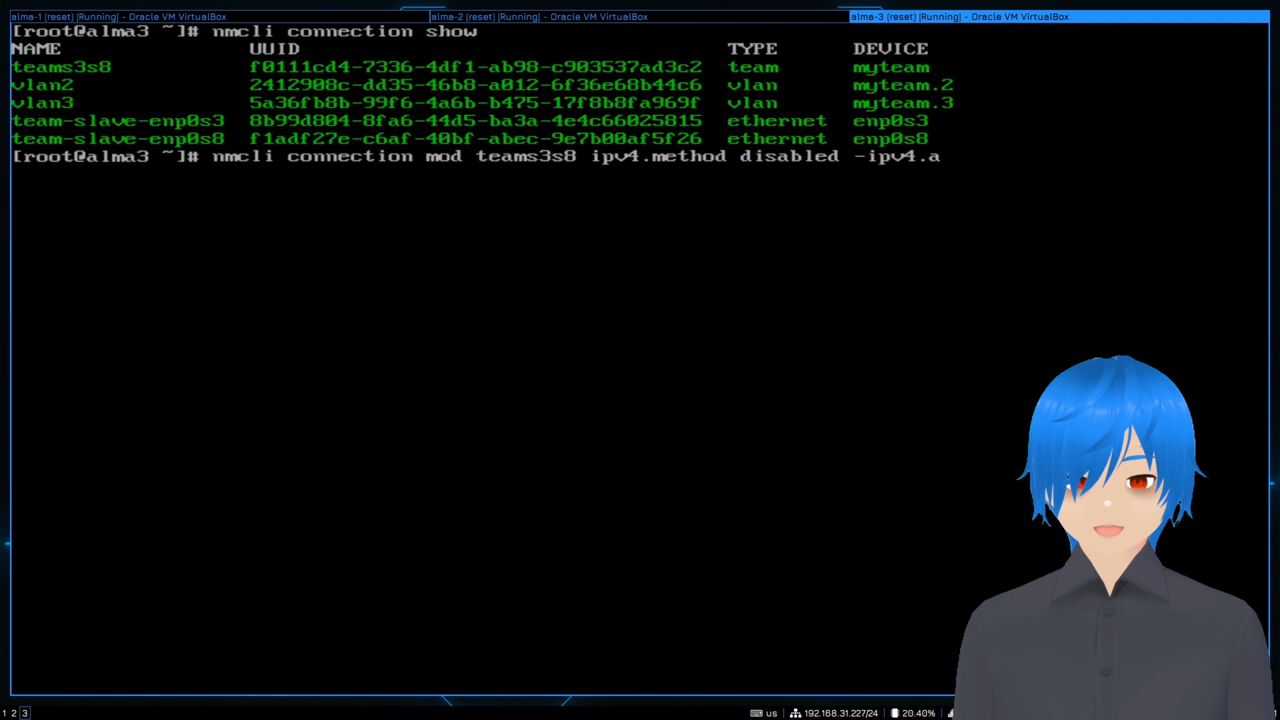 alma-1 (reset) [Running] - Oracle VM VirtualBox alma-2 (reset) [Running] - Oracle VM VirtualBox alma-3 (reset) [Running] - Oracle VM VirtualBox
[root@alma3 ~]# nmcli connection show
NAME UUID TYPE DEVICE
teams3s8 f0111cd4-7336-4df1-ab98-c903537ad3c2 team myteam
vlan2 2412908c-dd35-46b8-a012-6f36e68b44c6 vlan myteam.2
vlan3 5a36fb8b-99f6-4a6b-b475-17f8b8fa969f vlan myteam.3
team-slave-enp0s3 8b99d804-8fa6-44d5-ba3a-4e4c66025815 ethernet enp0s3
team-slave-enp0s8 f1adf27e-c6af-40bf-abec-9e7b00af5f26 ethernet enp0s8
[root@alma3 ~]# nmcli connection mod teams3s8 ipv4.method disabled -ipv4.a
1 2 3 us 192.168.31.227/24 20.40%